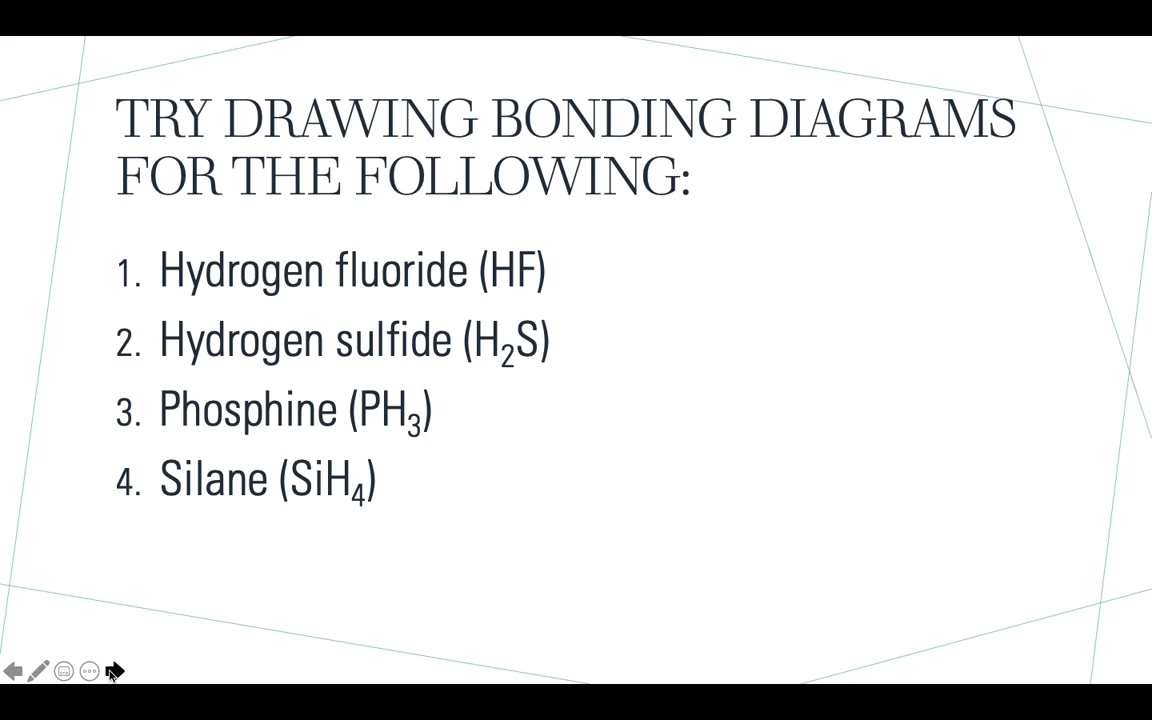 TRY DRAWING BONDING DIAGRAMS
FOR THE FOLLOWING:
1. Hydrogen fluoride (HF)
2. Hydrogen sulfide (H₂S)
3. Phosphine (PH₃)
4. Silane (SiH₄)